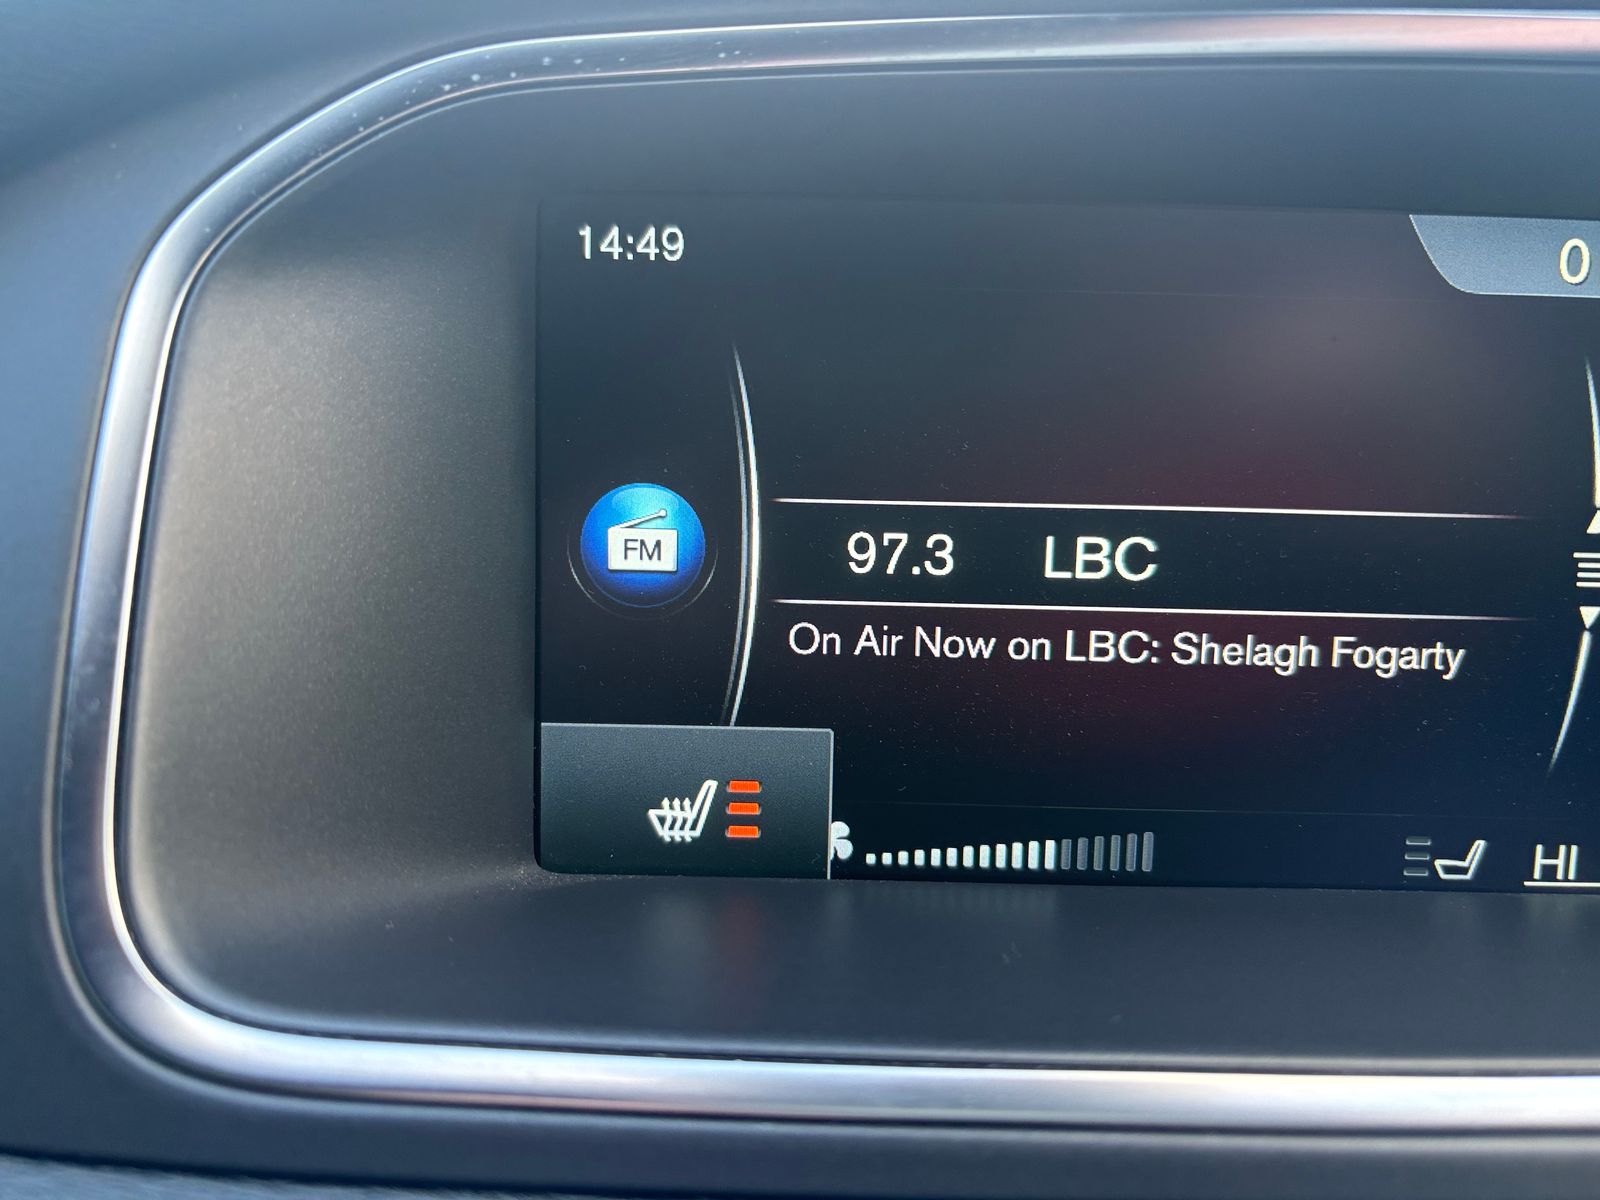 14:49
0
FM
97.3 LBC
On Air Now on LBC: Shelagh Fogarty
HI